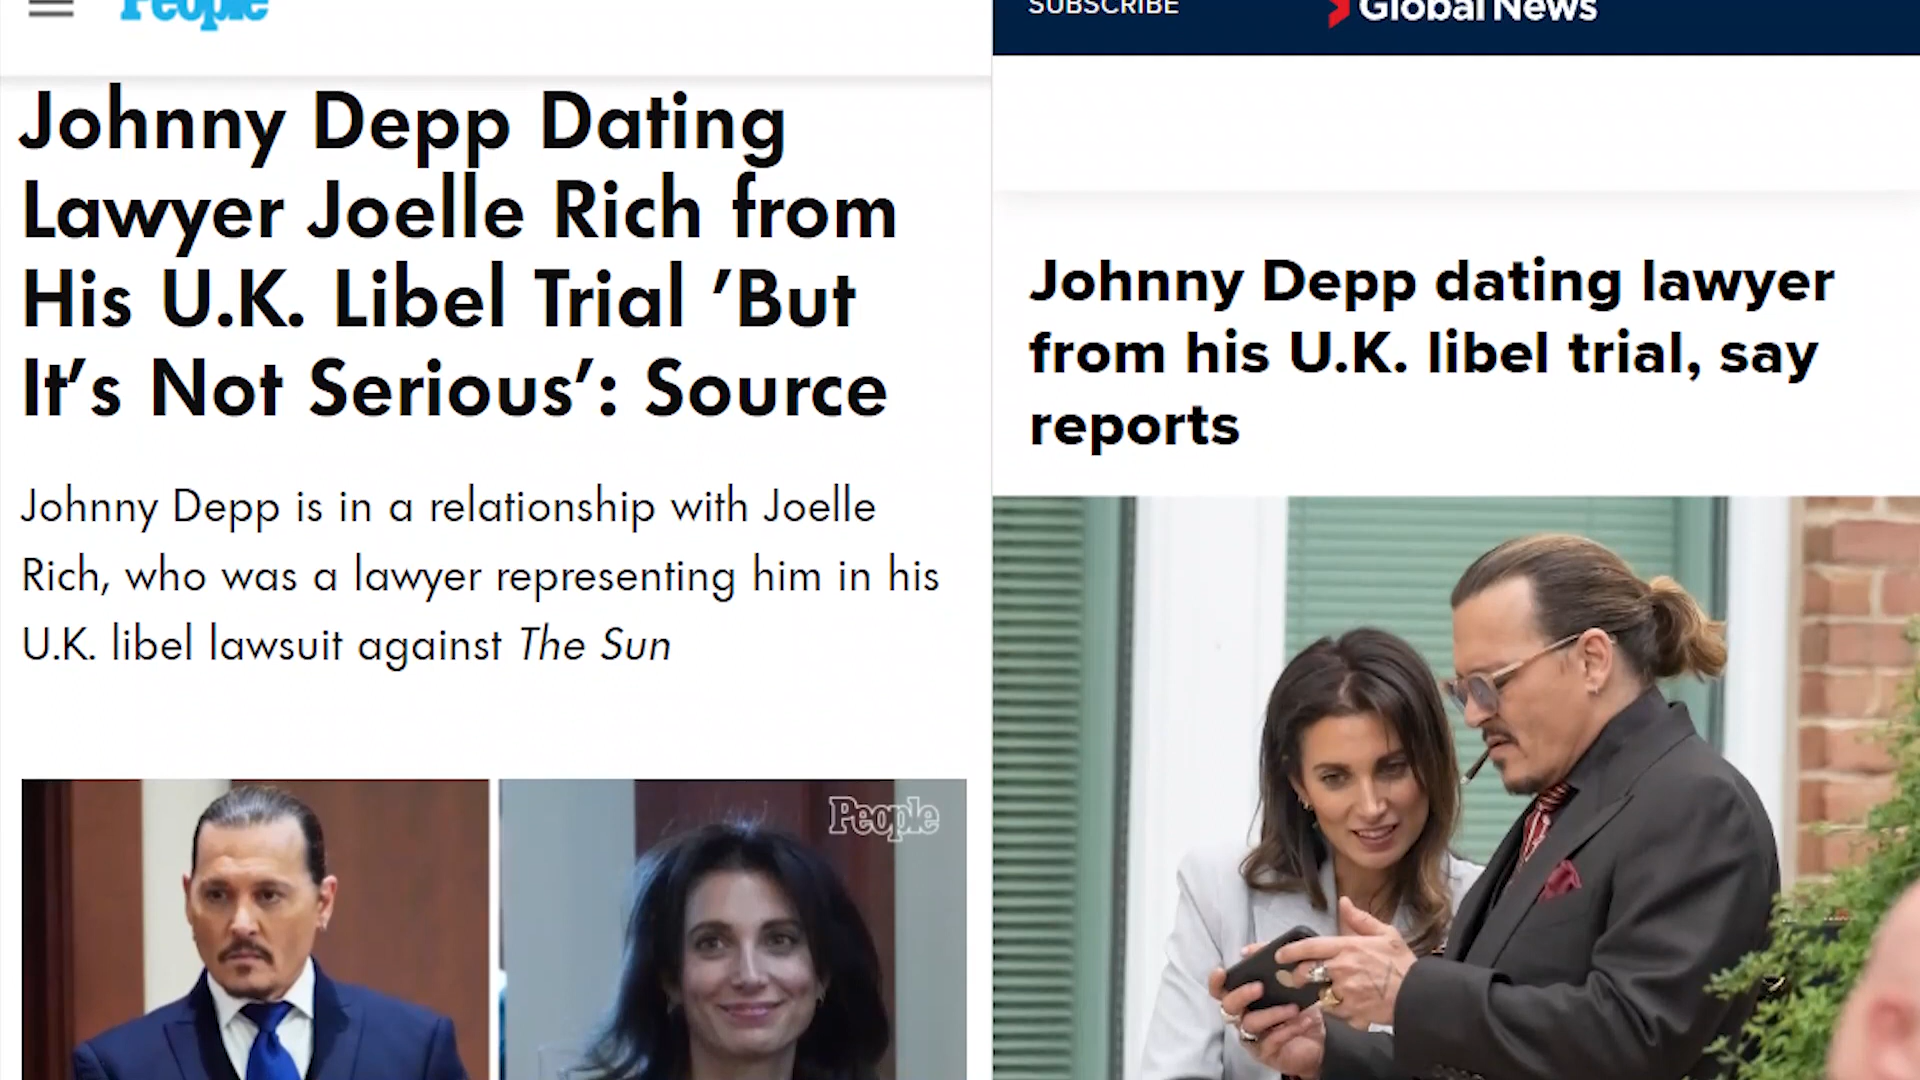 People
Johnny Depp Dating
Lawyer Joelle Rich from
His U.K. Libel Trial 'But
It's Not Serious': Source
Johnny Depp is in a relationship with Joelle
Rich, who was a lawyer representing him in his
U.K. libel lawsuit against The Sun
People
SUBSCRIBE
Global News
Johnny Depp dating lawyer
from his U.K. libel trial, say
reports